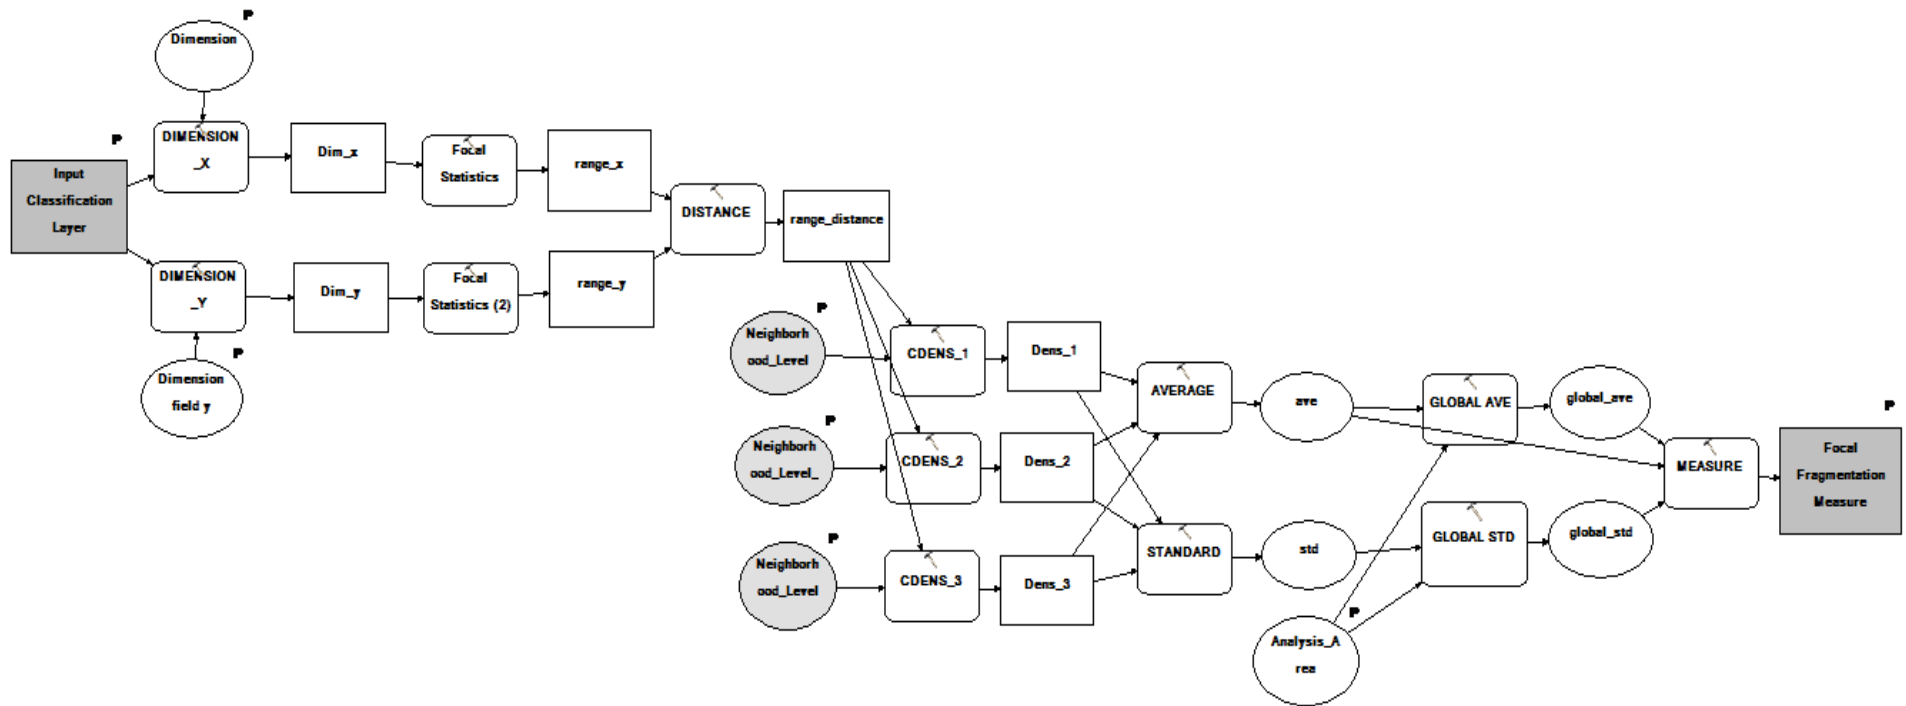 P
Dimension
P
DIMENSION
_X
Dim_x
Focal
Statistics
range_x
Input
Classification
Layer
DISTANCE
range_distance
DIMENSION
_Y
Dim_y
Focal
Statistics (2)
range_y
P
Dimension
field y
P
Neighborh
ood_Level
CDENS_1
Dens_1
AVERAGE
ave
GLOBAL AVE
global_ave
P
Neighborh
ood_Level_
CDENS_2
Dens_2
MEASURE
P
Focal
Fragmentation
Measure
P
Neighborh
ood_Level
CDENS_3
Dens_3
STANDARD
std
GLOBAL STD
global_std
P
Analysis_A
rea